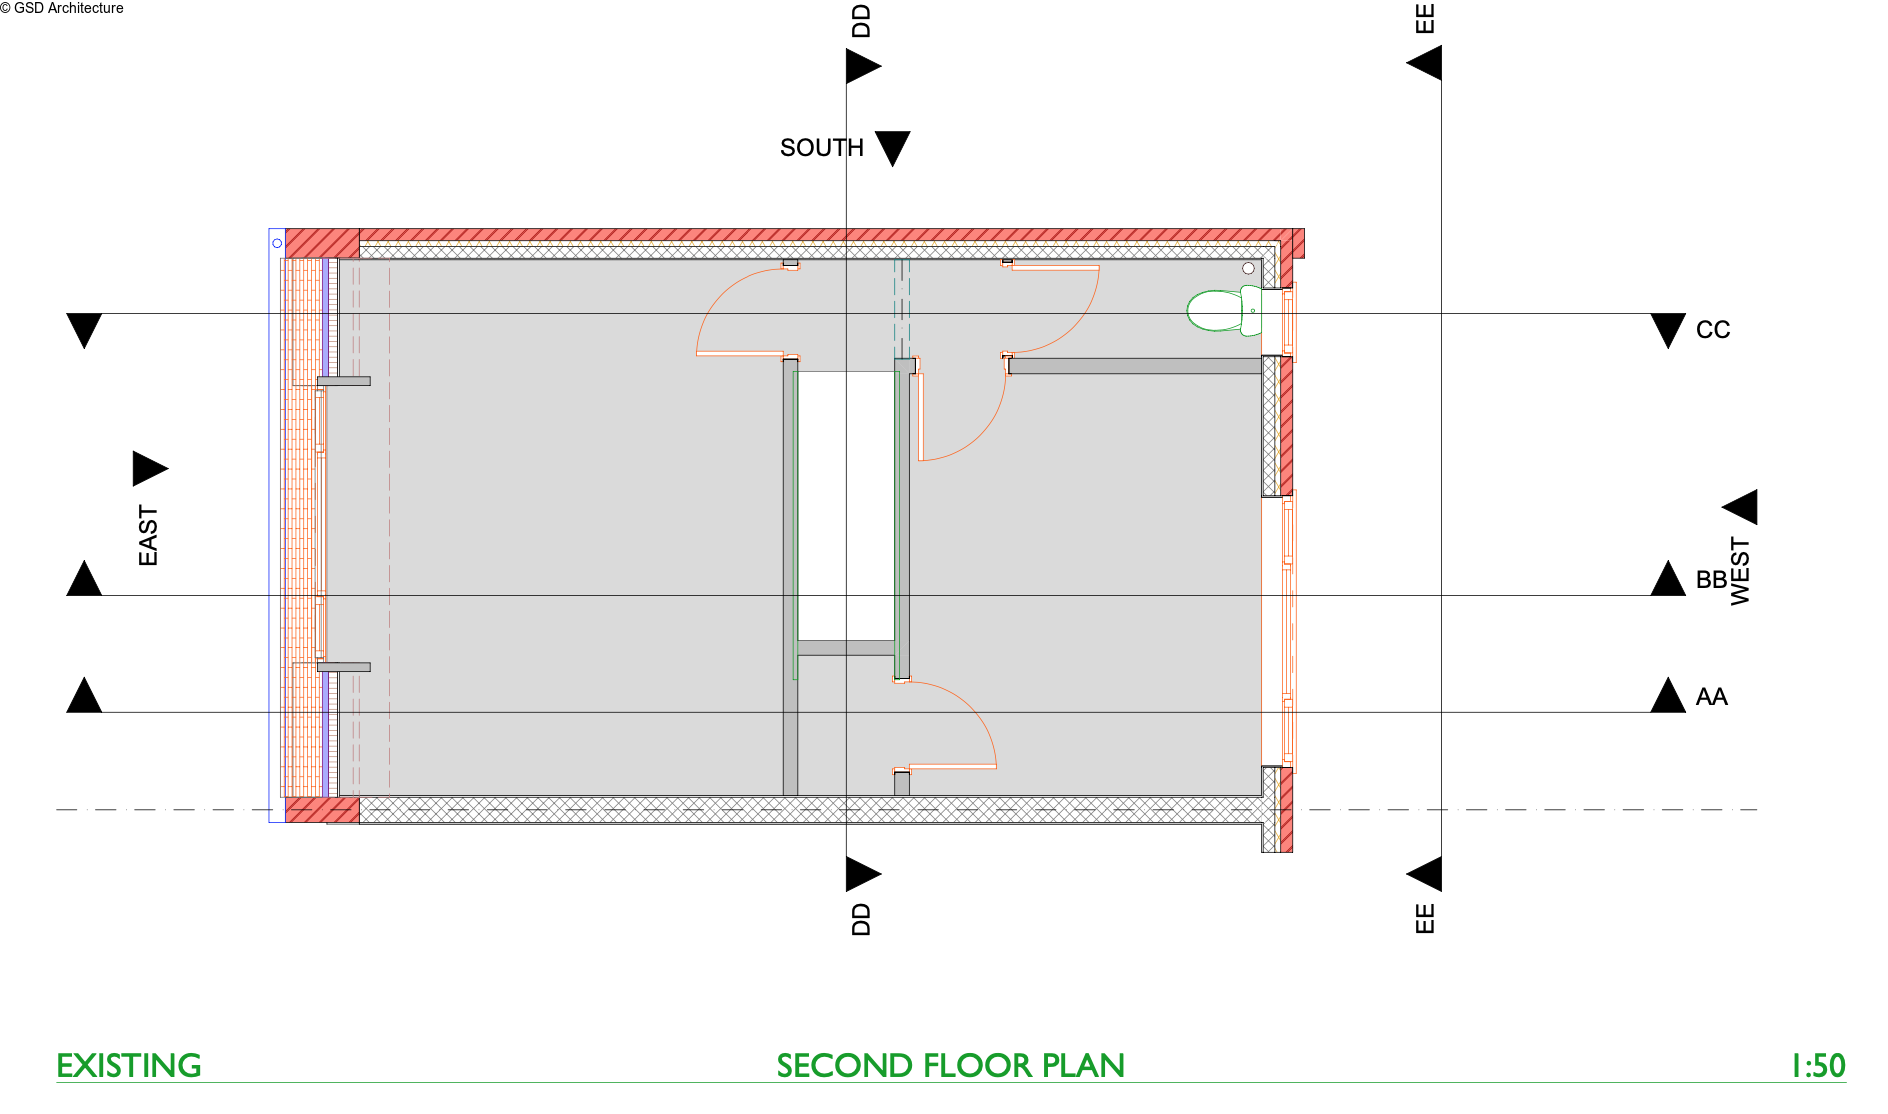 © GSD Architecture
DD
EE
SOUTH
CC
EAST
BB
WEST
AA
DD
EE
EXISTING
SECOND FLOOR PLAN
1:50